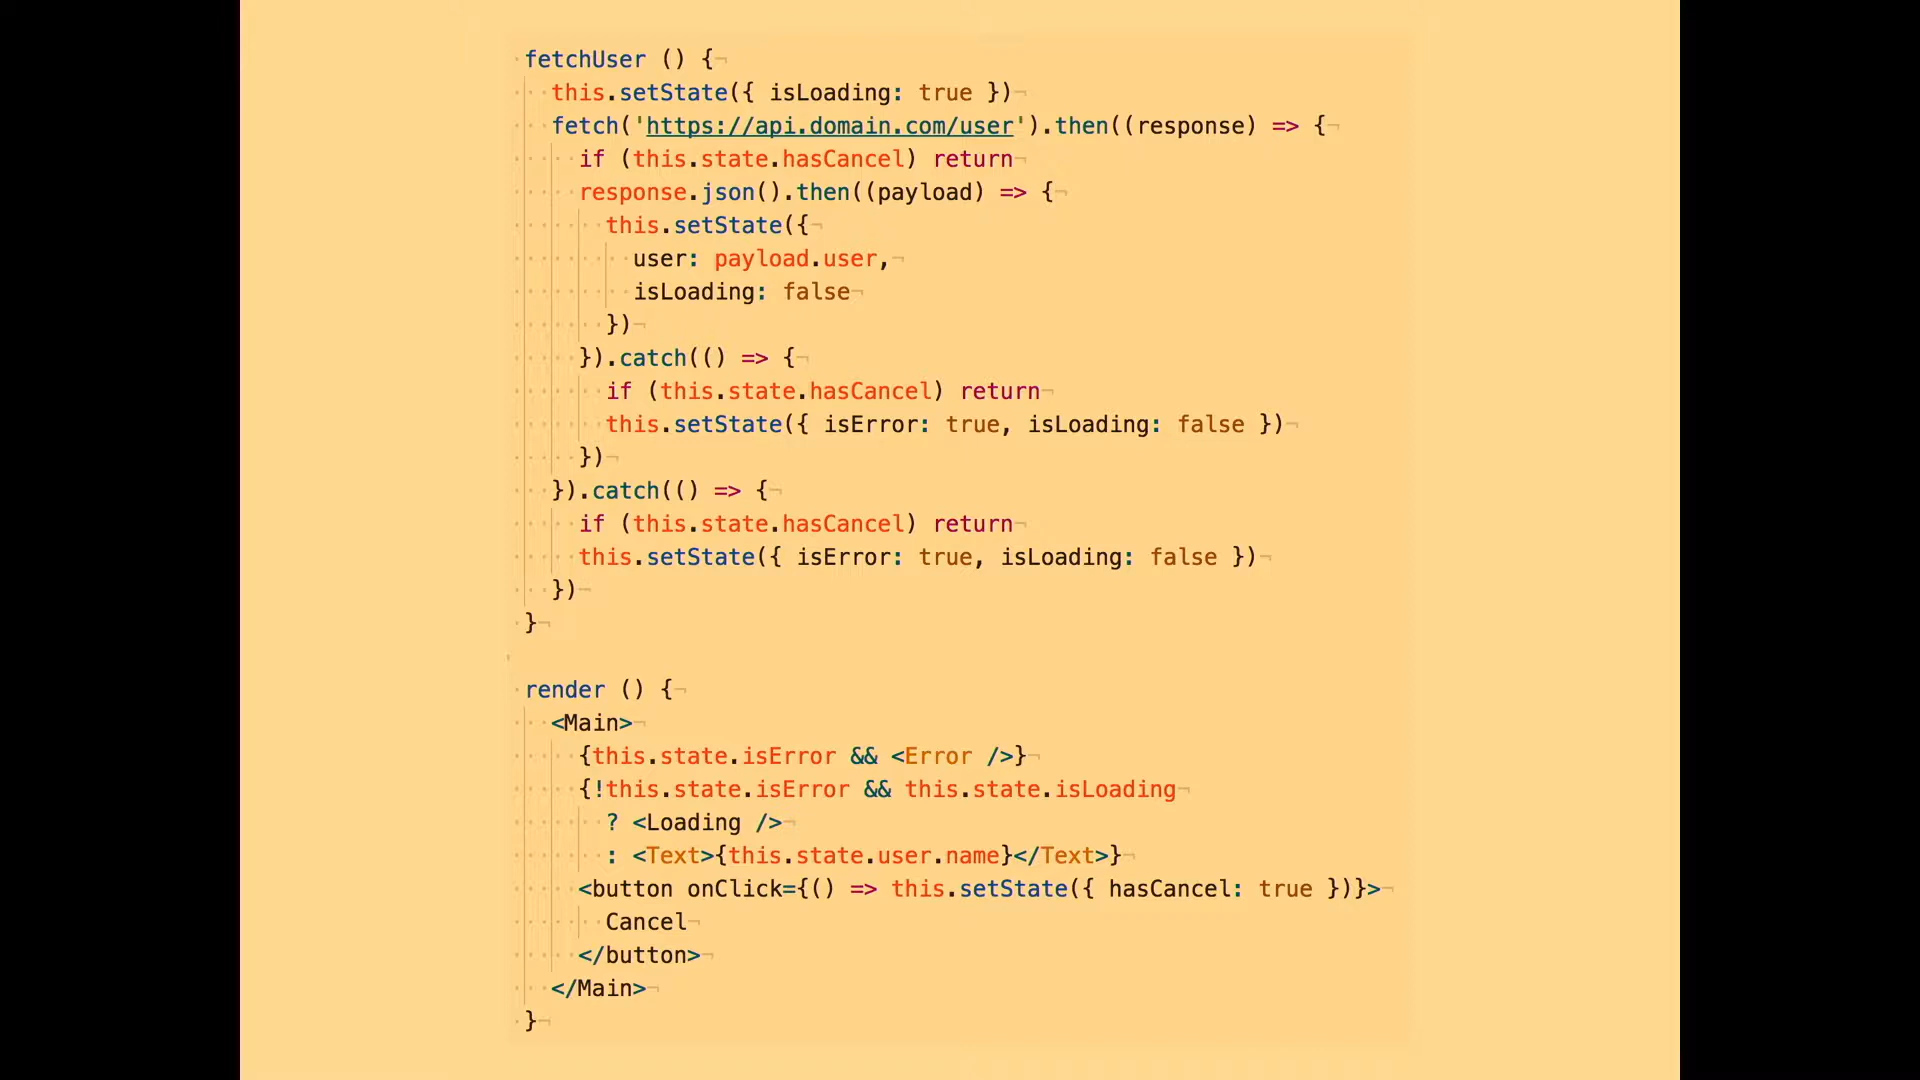 fetchUser () {
this.setState({ isLoading: true })
fetch('https://api.domain.com/user').then((response) => {
if (this.state.hasCancel) return
response.json().then((payload) => {
this.setState({
user: payload.user,
isLoading: false
})
}).catch(() => {
if (this.state.hasCancel) return
this.setState({ isError: true, isLoading: false })
})
}).catch(() => {
if (this.state.hasCancel) return
this.setState({ isError: true, isLoading: false })
})
}
render () {
<Main>
{this.state.isError && <Error />}
{!this.state.isError && this.state.isLoading
? <Loading />
: <Text>{this.state.user.name}</Text>}
<button onClick={() => this.setState({ hasCancel: true })}>
Cancel
</button>
</Main>
}